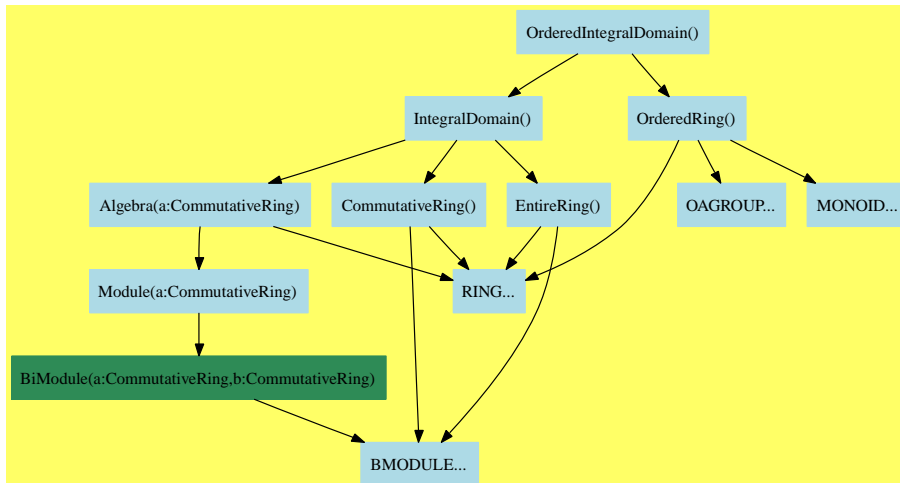 OrderedIntegralDomain()
IntegralDomain()
OrderedRing()
Algebra(a:CommutativeRing)
CommutativeRing()
EntireRing()
OAGROUP...
MONOID...
Module(a:CommutativeRing)
RING...
BiModule(a:CommutativeRing,b:CommutativeRing)
BMODULE...